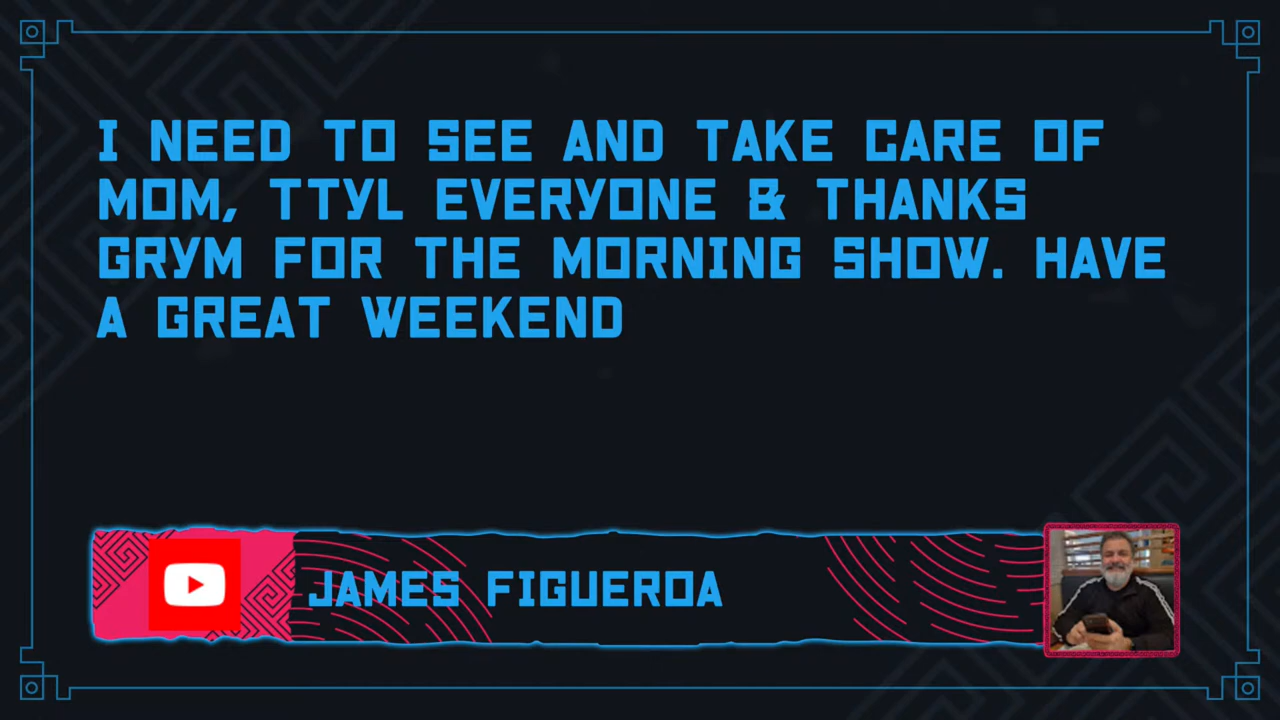 I NEED TO SEE AND TAKE CARE OF
MOM, TTYL EVERYONE & THANKS
GRYM FOR THE MORNING SHOW. HAVE
A GREAT WEEKEND
JAMES FIGUEROA